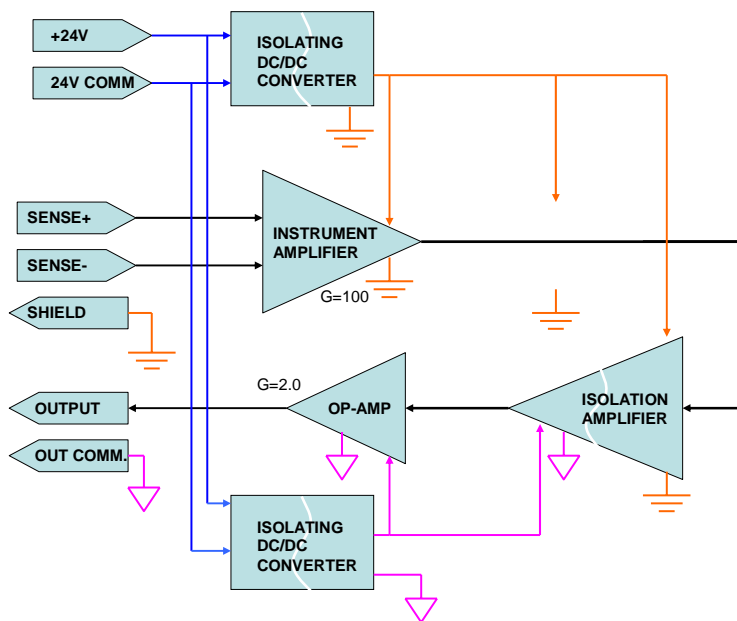 +24V
24V COMM
ISOLATING
DC/DC
CONVERTER
SENSE+
SENSE-
INSTRUMENT
AMPLIFIER
G=100
SHIELD
OUTPUT
OUT COMM.
G=2.0
OP-AMP
ISOLATION
AMPLIFIER
ISOLATING
DC/DC
CONVERTER